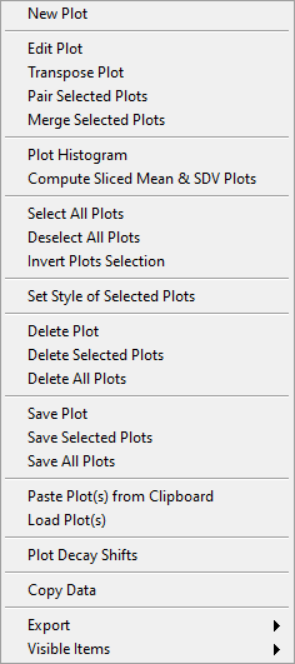 New Plot
Edit Plot
Transpose Plot
Pair Selected Plots
Merge Selected Plots
Plot Histogram
Compute Sliced Mean & SDV Plots
Select All Plots
Deselect All Plots
Invert Plots Selection
Set Style of Selected Plots
Delete Plot
Delete Selected Plots
Delete All Plots
Save Plot
Save Selected Plots
Save All Plots
Paste Plot(s) from Clipboard
Load Plot(s)
Plot Decay Shifts
Copy Data
Export
Visible Items